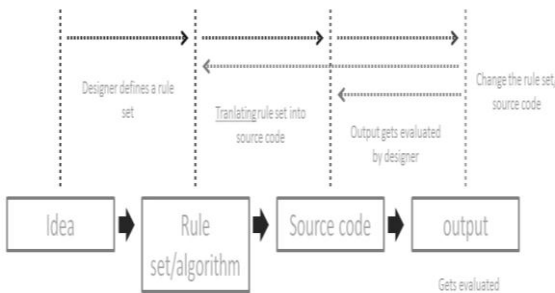 Designer defines a rule
set
Tranlating rule set into
source code
Output gets evaluated
by designer
Change the rule set,
source code
Idea
Rule
set/algorithm
Source code
output
Gets evaluated